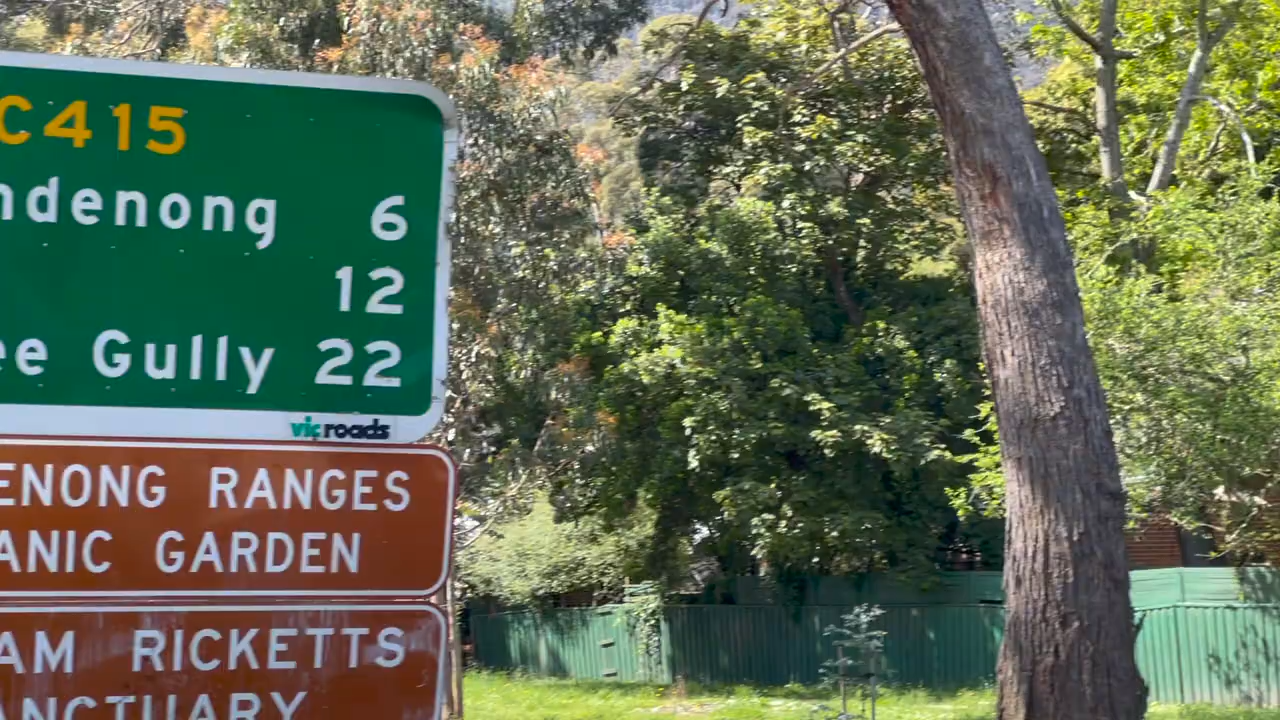 C415
ndenong 6
12
ee Gully 22
vicroads
ENONG RANGES
ANIC GARDEN
AM RICKETTS
ANCTUARY